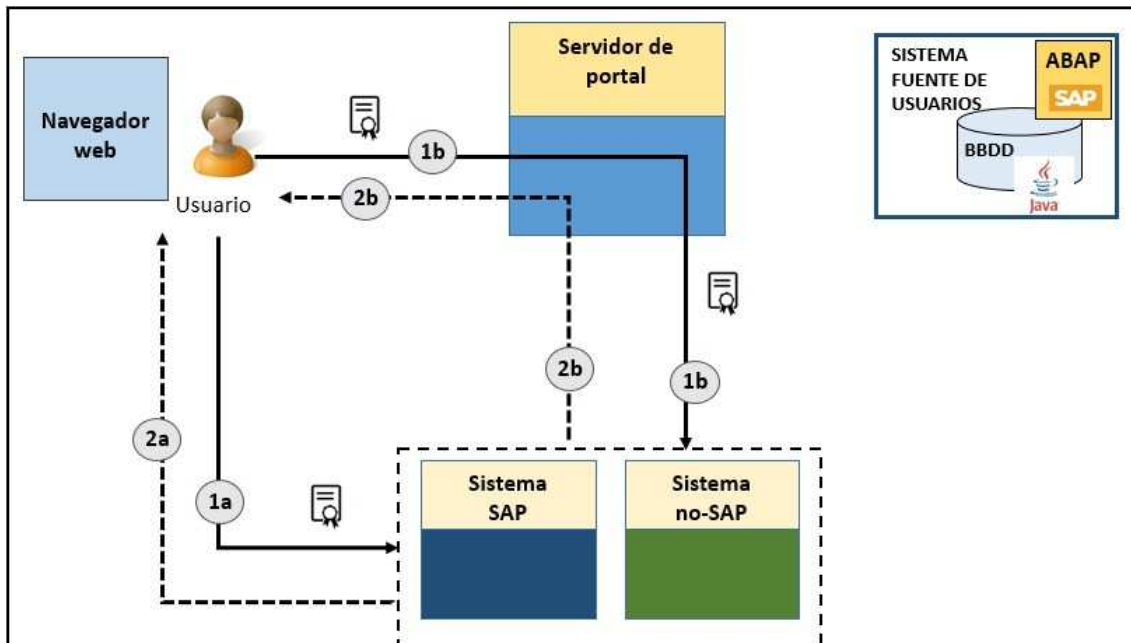 Navegador
web
Usuario
Servidor de
portal
SISTEMA
FUENTE DE
USUARIOS
ABAP
SAP
BBDD
Java
1b
2b
2b
1b
2a
1a
Sistema
SAP
Sistema
no-SAP